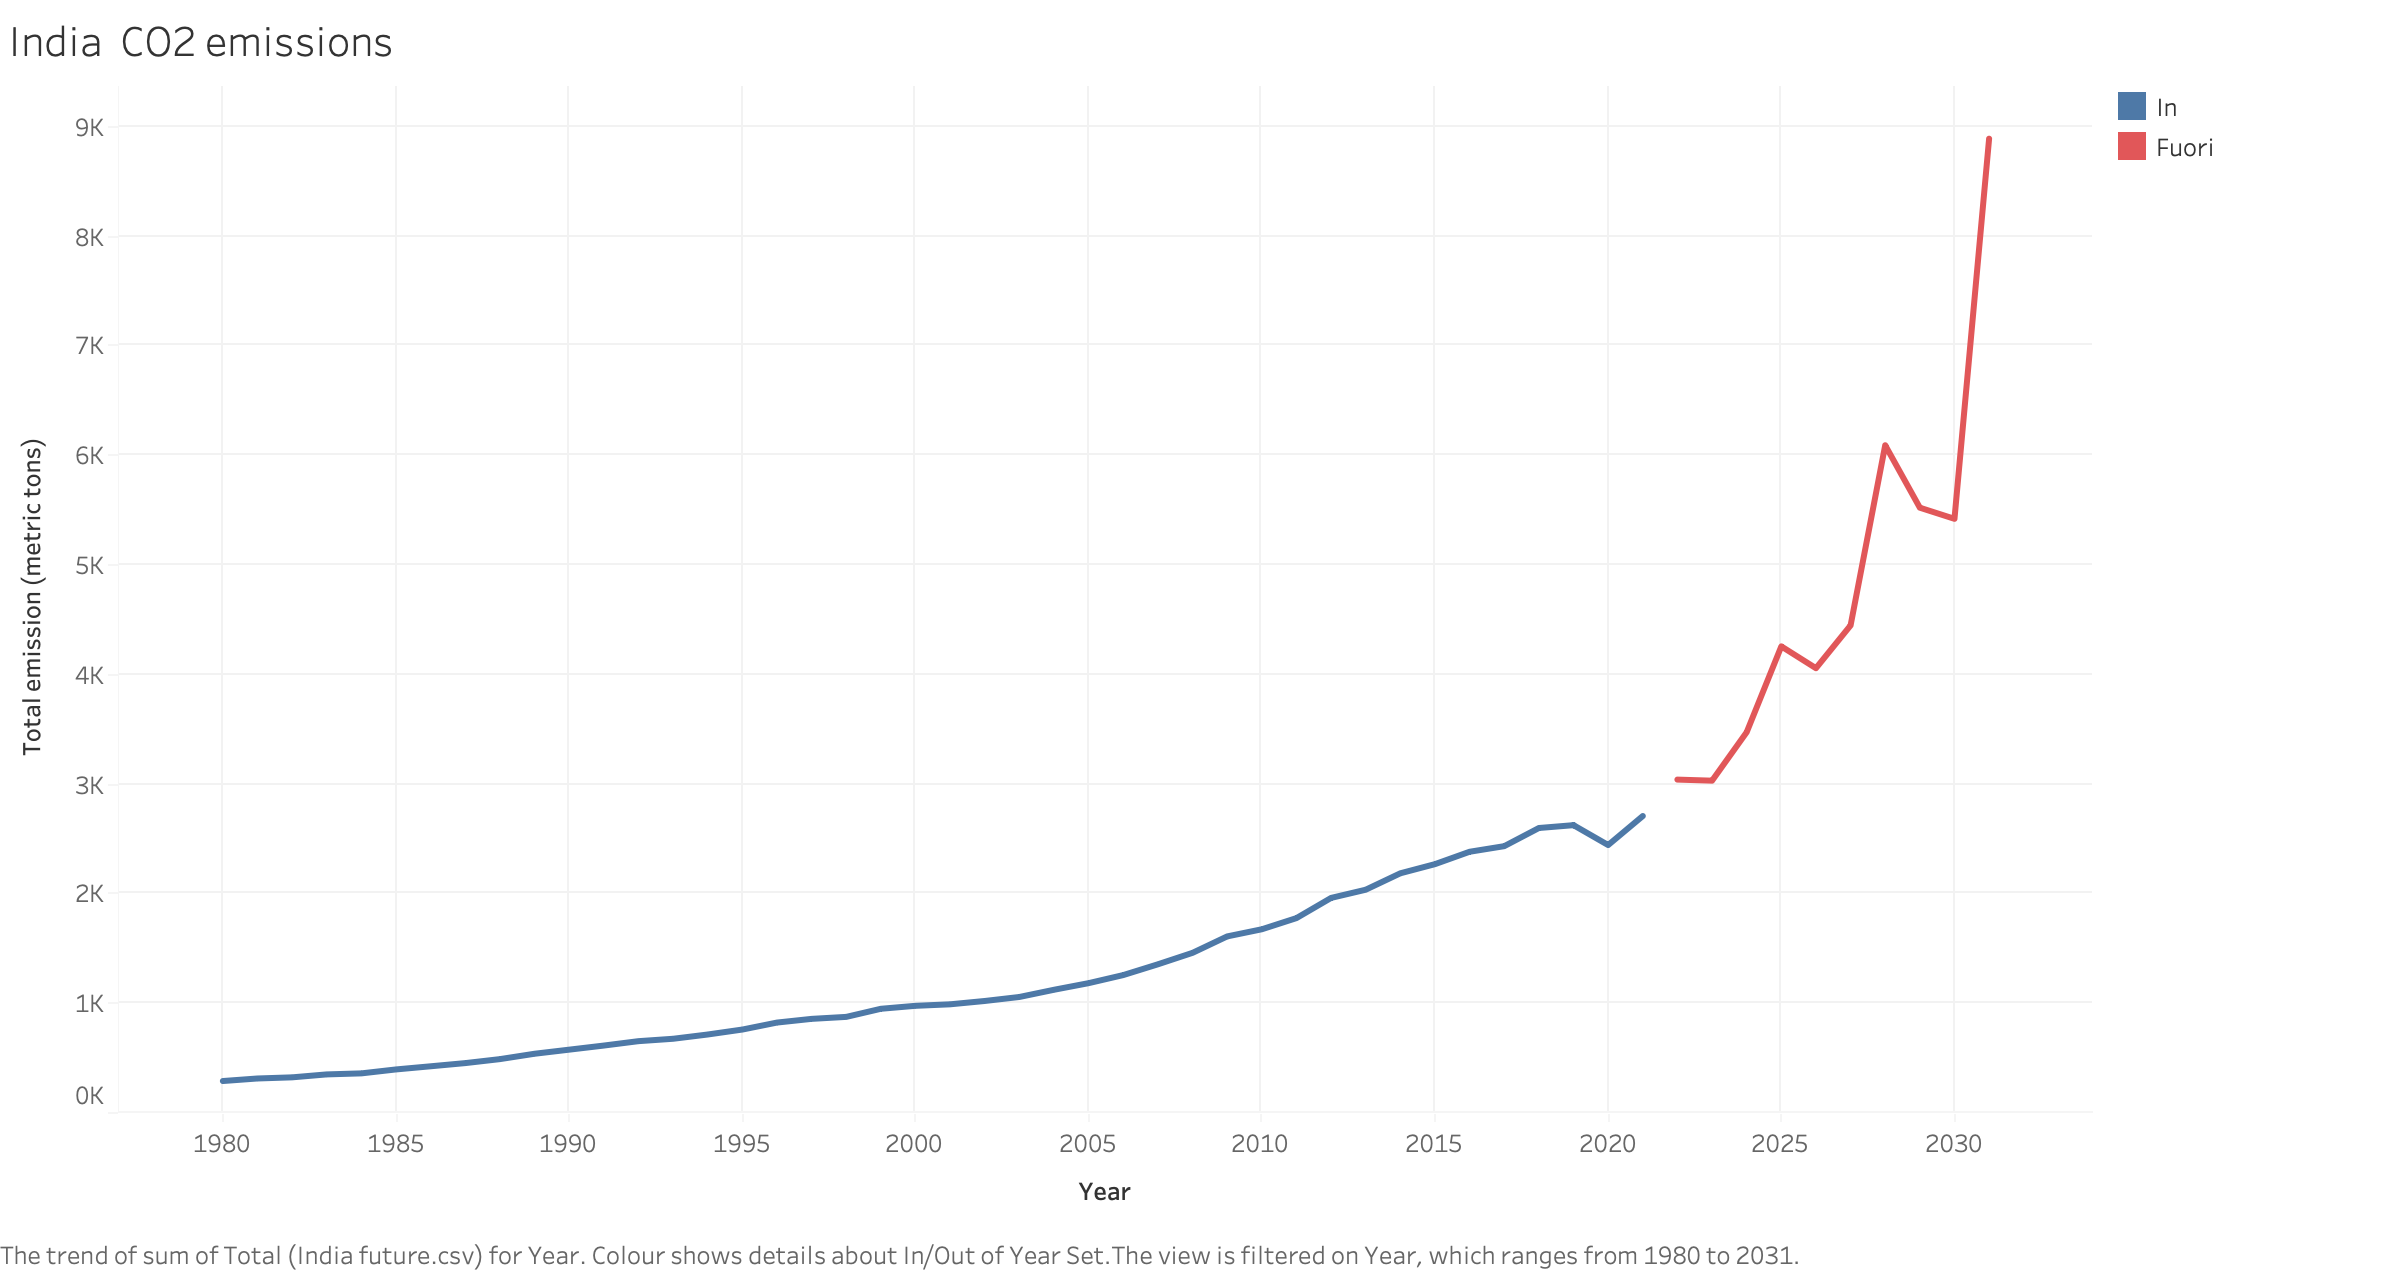 India CO2 emissions
In
Fuori
9K
8K
7K
6K
5K
4K
3K
2K
1K
0K
Total emission (metric tons)
1980 1985 1990 1995 2000 2005 2010 2015 2020 2025 2030
Year
The trend of sum of Total (India future.csv) for Year. Colour shows details about In/Out of Year Set.The view is filtered on Year, which ranges from 1980 to 2031.